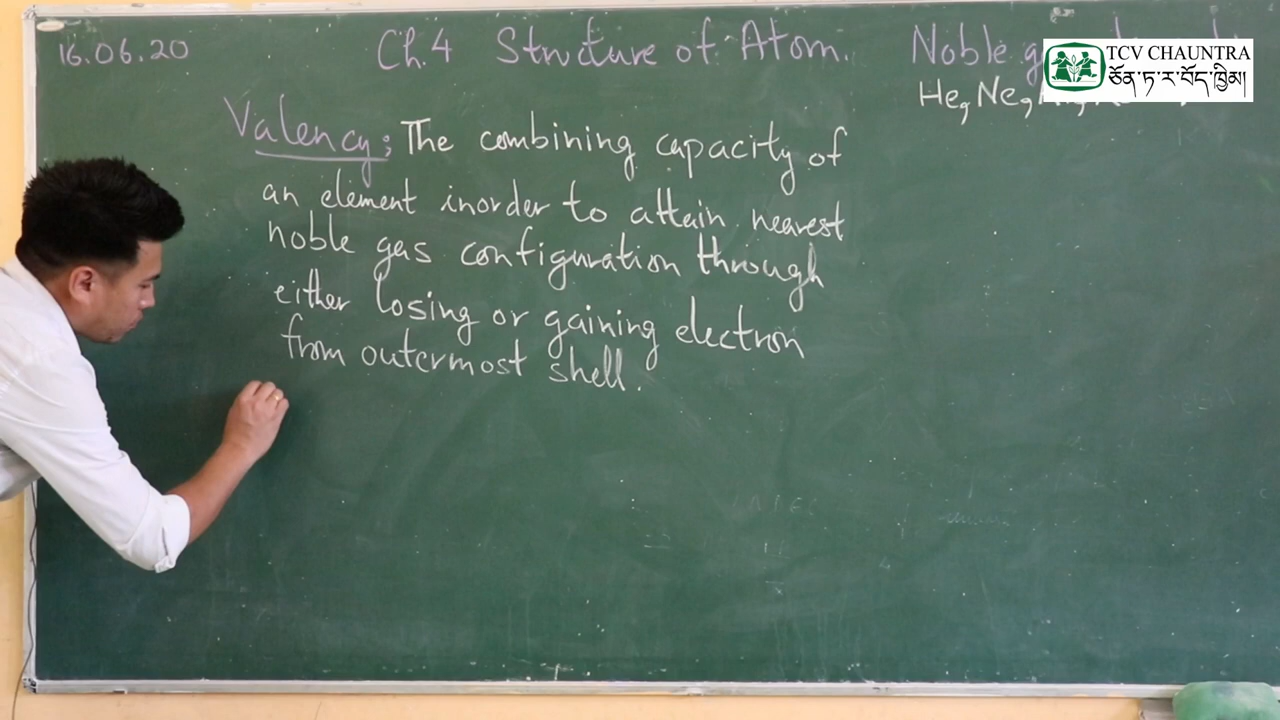 16.06.20
Ch.4 Structure of Atom.
Noble
He, Ne,
TCV CHAUNTRA
ཅོན་ཏ་ར་བོད་ཁྱིམ།
Valency; The combining capacity of
an element inorder to attain nearest
noble gas configuration through
either losing or gaining electron
from outermost shell.